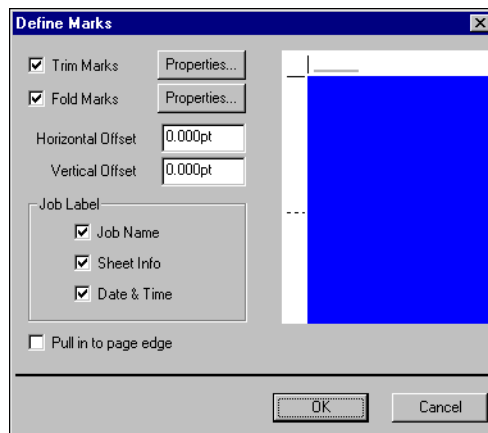 Define Marks
Trim Marks Properties...
Fold Marks Properties...
Horizontal Offset 0.000pt
Vertical Offset 0.000pt
Job Label
Job Name
Sheet Info
Date & Time
Pull in to page edge
OK Cancel